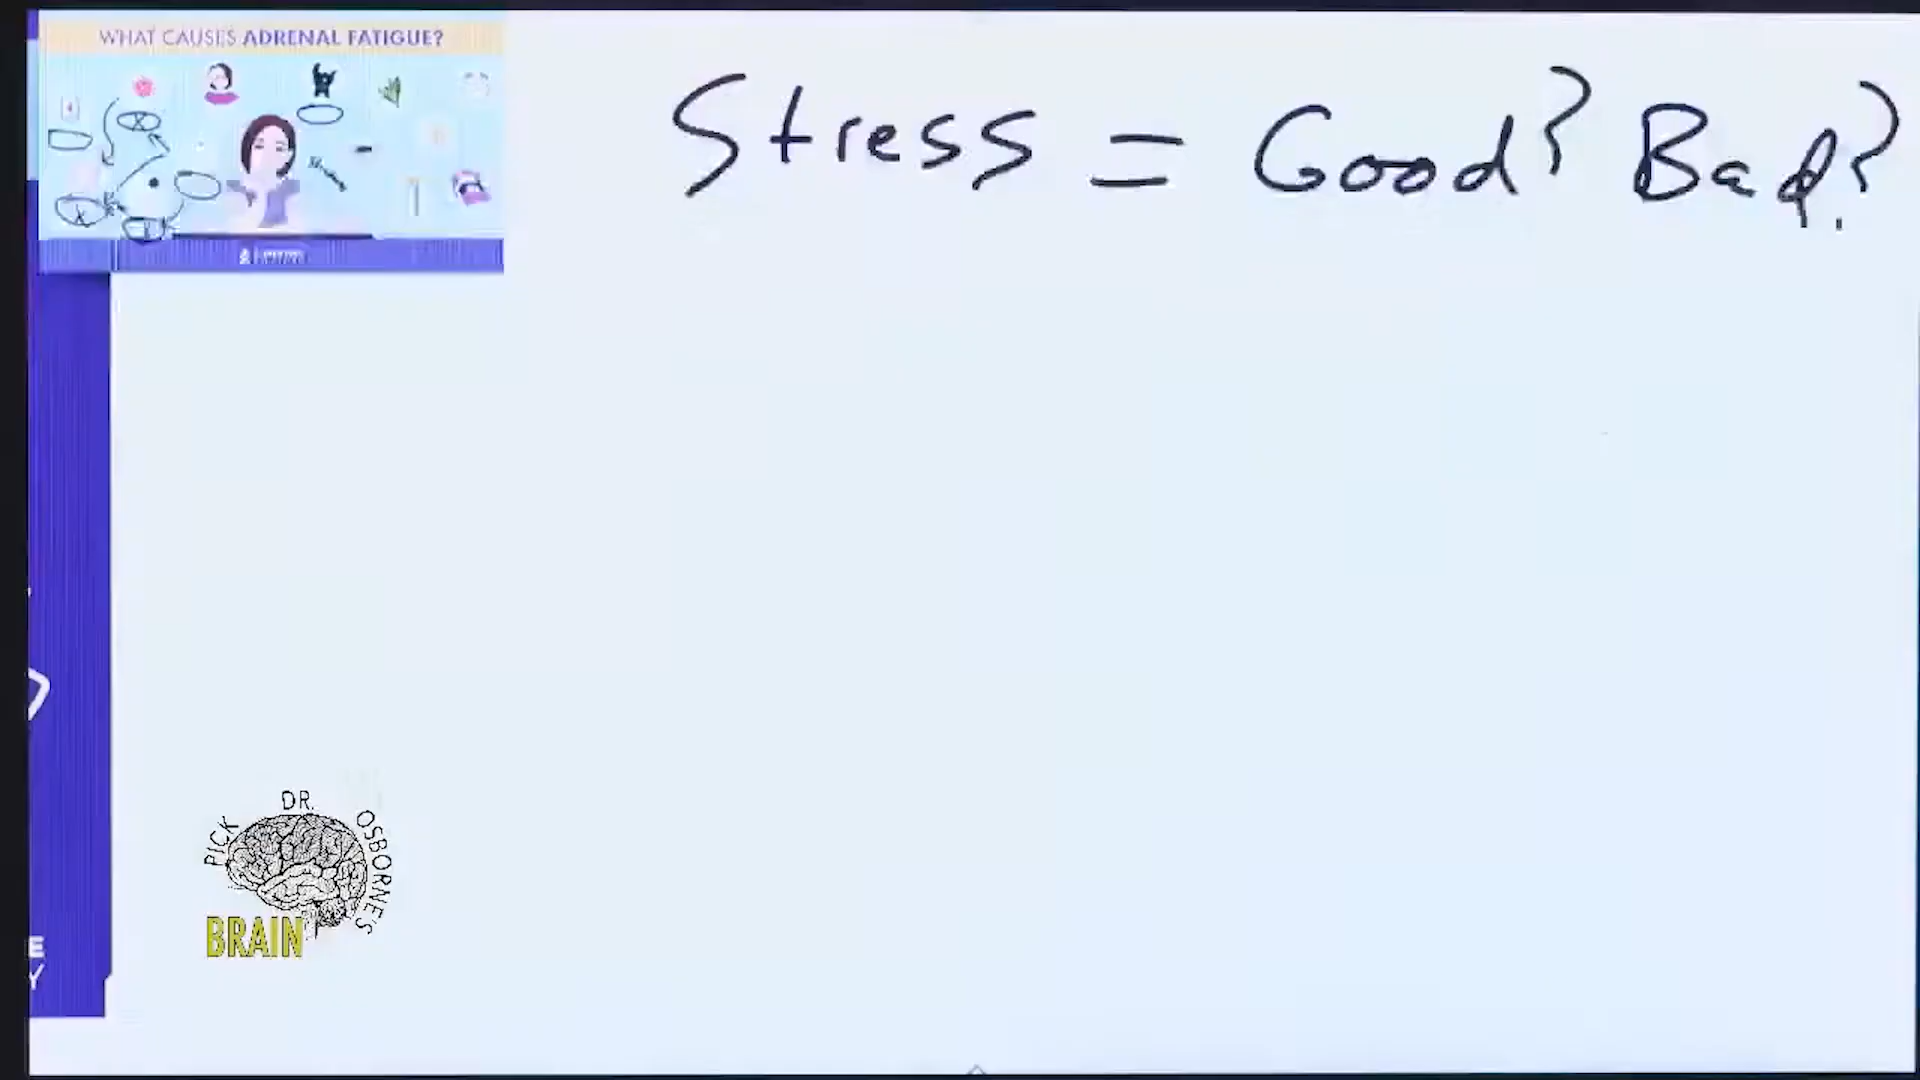 WHAT CAUSES ADRENAL FATIGUE?
Stress = Good? Bad?
PICK DR. OSBORNE'S
BRAIN
E
Y